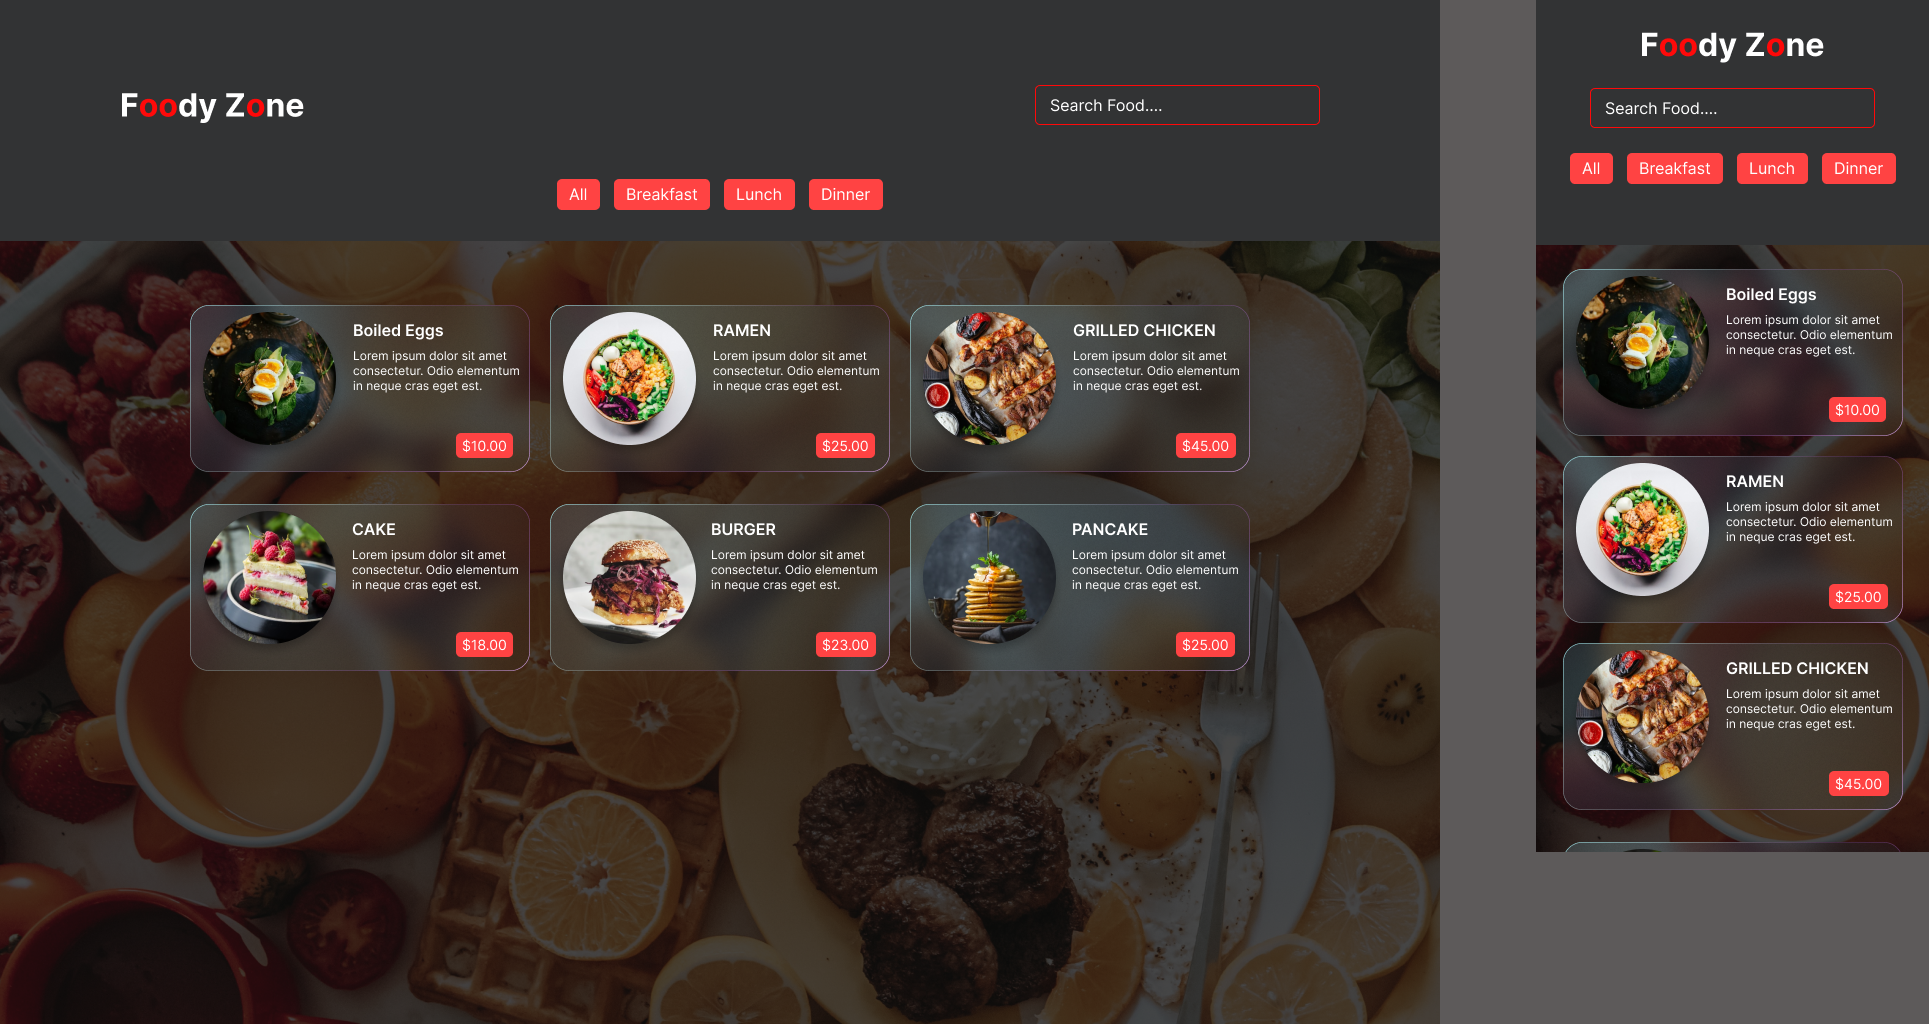 Foody Zone
Search Food....
All
Breakfast
Lunch
Dinner
Boiled Eggs
Lorem ipsum dolor sit amet
consectetur. Odio elementum
in neque cras eget est.
$10.00
RAMEN
Lorem ipsum dolor sit amet
consectetur. Odio elementum
in neque cras eget est.
$25.00
GRILLED CHICKEN
Lorem ipsum dolor sit amet
consectetur. Odio elementum
in neque cras eget est.
$45.00
CAKE
Lorem ipsum dolor sit amet
consectetur. Odio elementum
in neque cras eget est.
$18.00
BURGER
Lorem ipsum dolor sit amet
consectetur. Odio elementum
in neque cras eget est.
$23.00
PANCAKE
Lorem ipsum dolor sit amet
consectetur. Odio elementum
in neque cras eget est.
$25.00
Foody Zone
Search Food....
All
Breakfast
Lunch
Dinner
Boiled Eggs
Lorem ipsum dolor sit amet
consectetur. Odio elementum
in neque cras eget est.
$10.00
RAMEN
Lorem ipsum dolor sit amet
consectetur. Odio elementum
in neque cras eget est.
$25.00
GRILLED CHICKEN
Lorem ipsum dolor sit amet
consectetur. Odio elementum
in neque cras eget est.
$45.00